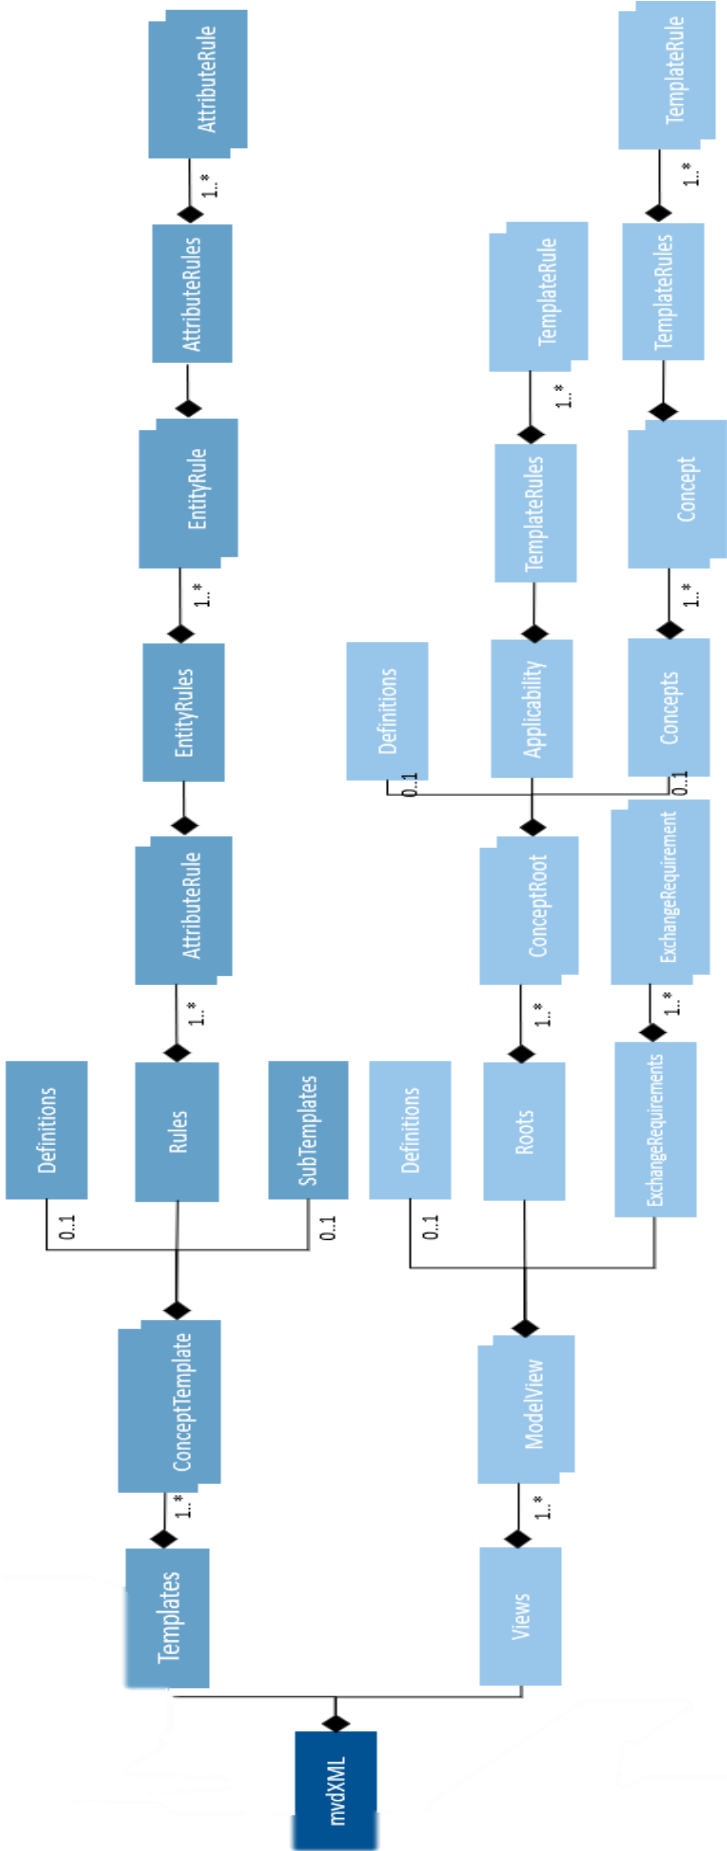 mvdXML
Templates
1..*
ConceptTemplate
Definitions
0..1
Rules
SubTemplates
0..1
1..*
AttributeRule
EntityRules
1..*
EntityRule
AttributeRules
1..*
AttributeRule
Views
1..*
ModelView
Definitions
0..1
Roots
ExchangeRequirements
1..*
ExchangeRequirement
1..*
ConceptRoot
Definitions
0..1
Applicability
TemplateRules
1..*
TemplateRule
Concepts
0..1
1..*
Concept
TemplateRules
1..*
TemplateRule